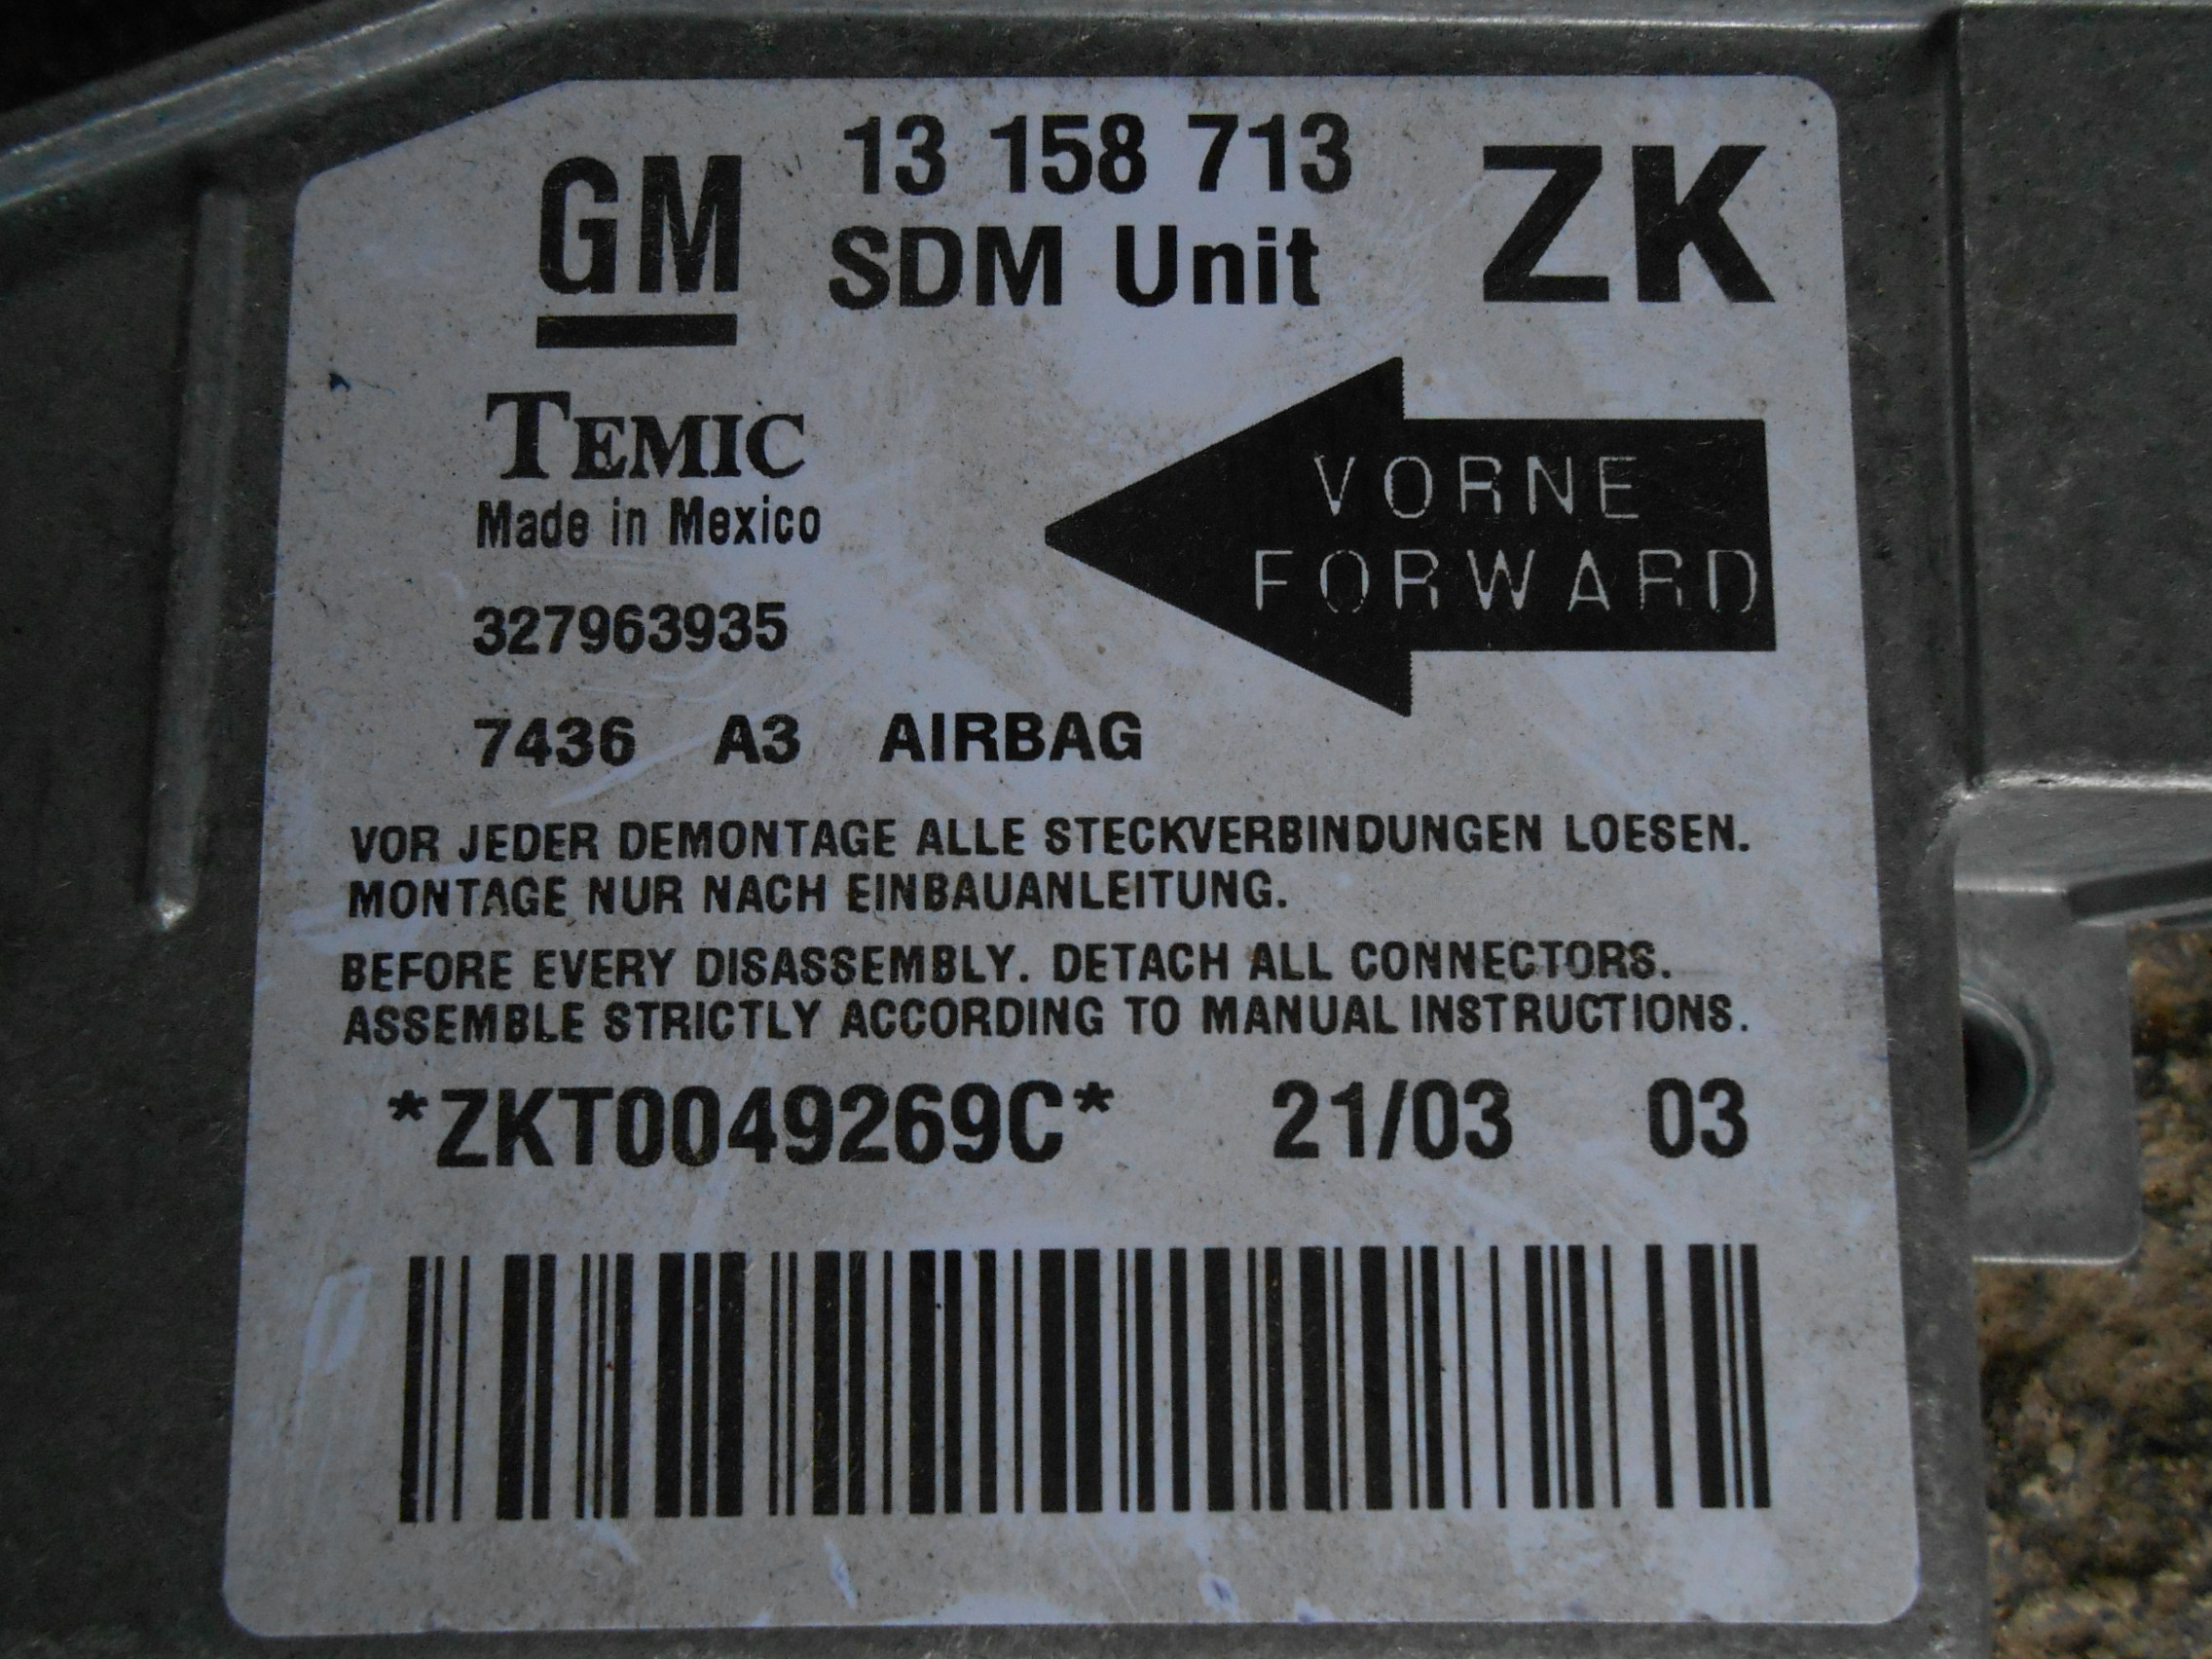 13 158 713
GM
SDM Unit
ZK
TEMIC
Made in Mexico
VORNE
FORWARD
327963935
7436 A3 AIRBAG
VOR JEDER DEMONTAGE ALLE STECKVERBINDUNGEN LOESEN.
MONTAGE NUR NACH EINBAUANLEITUNG.
BEFORE EVERY DISASSEMBLY. DETACH ALL CONNECTORS.
ASSEMBLE STRICTLY ACCORDING TO MANUAL INSTRUCTIONS.
*ZKT0049269C* 21/03 03